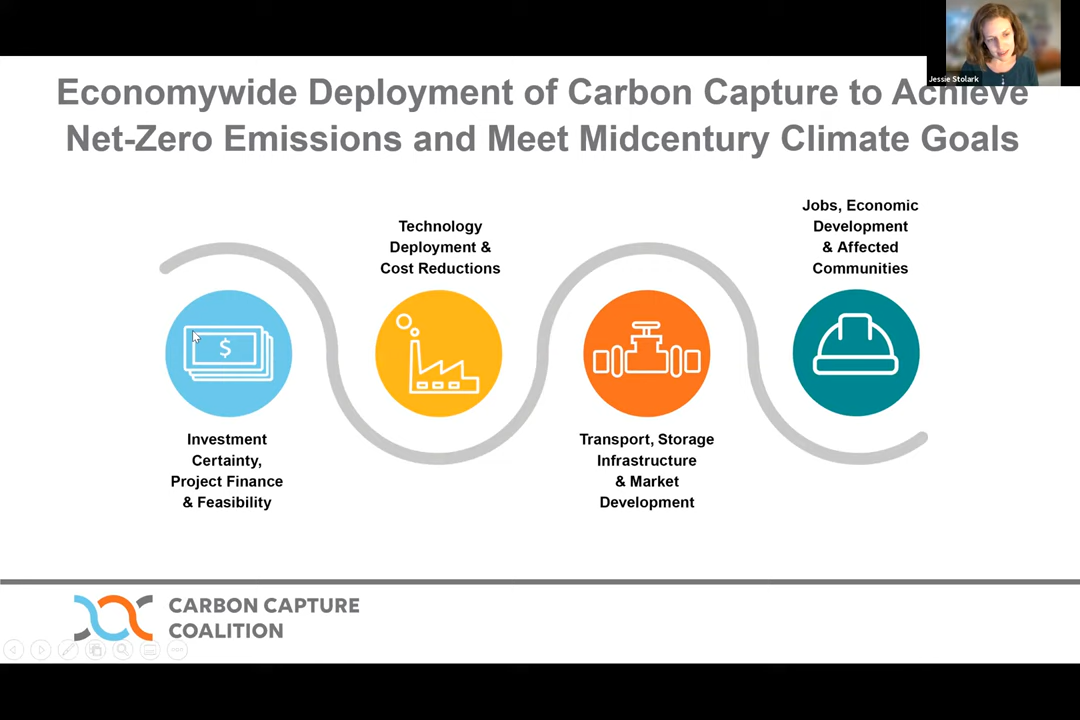 Jessie Stolark
Economywide Deployment of Carbon Capture to Achieve
Net-Zero Emissions and Meet Midcentury Climate Goals
$
Investment
Certainty,
Project Finance
& Feasibility
Technology
Deployment &
Cost Reductions
Transport, Storage
Infrastructure
& Market
Development
Jobs, Economic
Development
& Affected
Communities
CARBON CAPTURE
COALITION